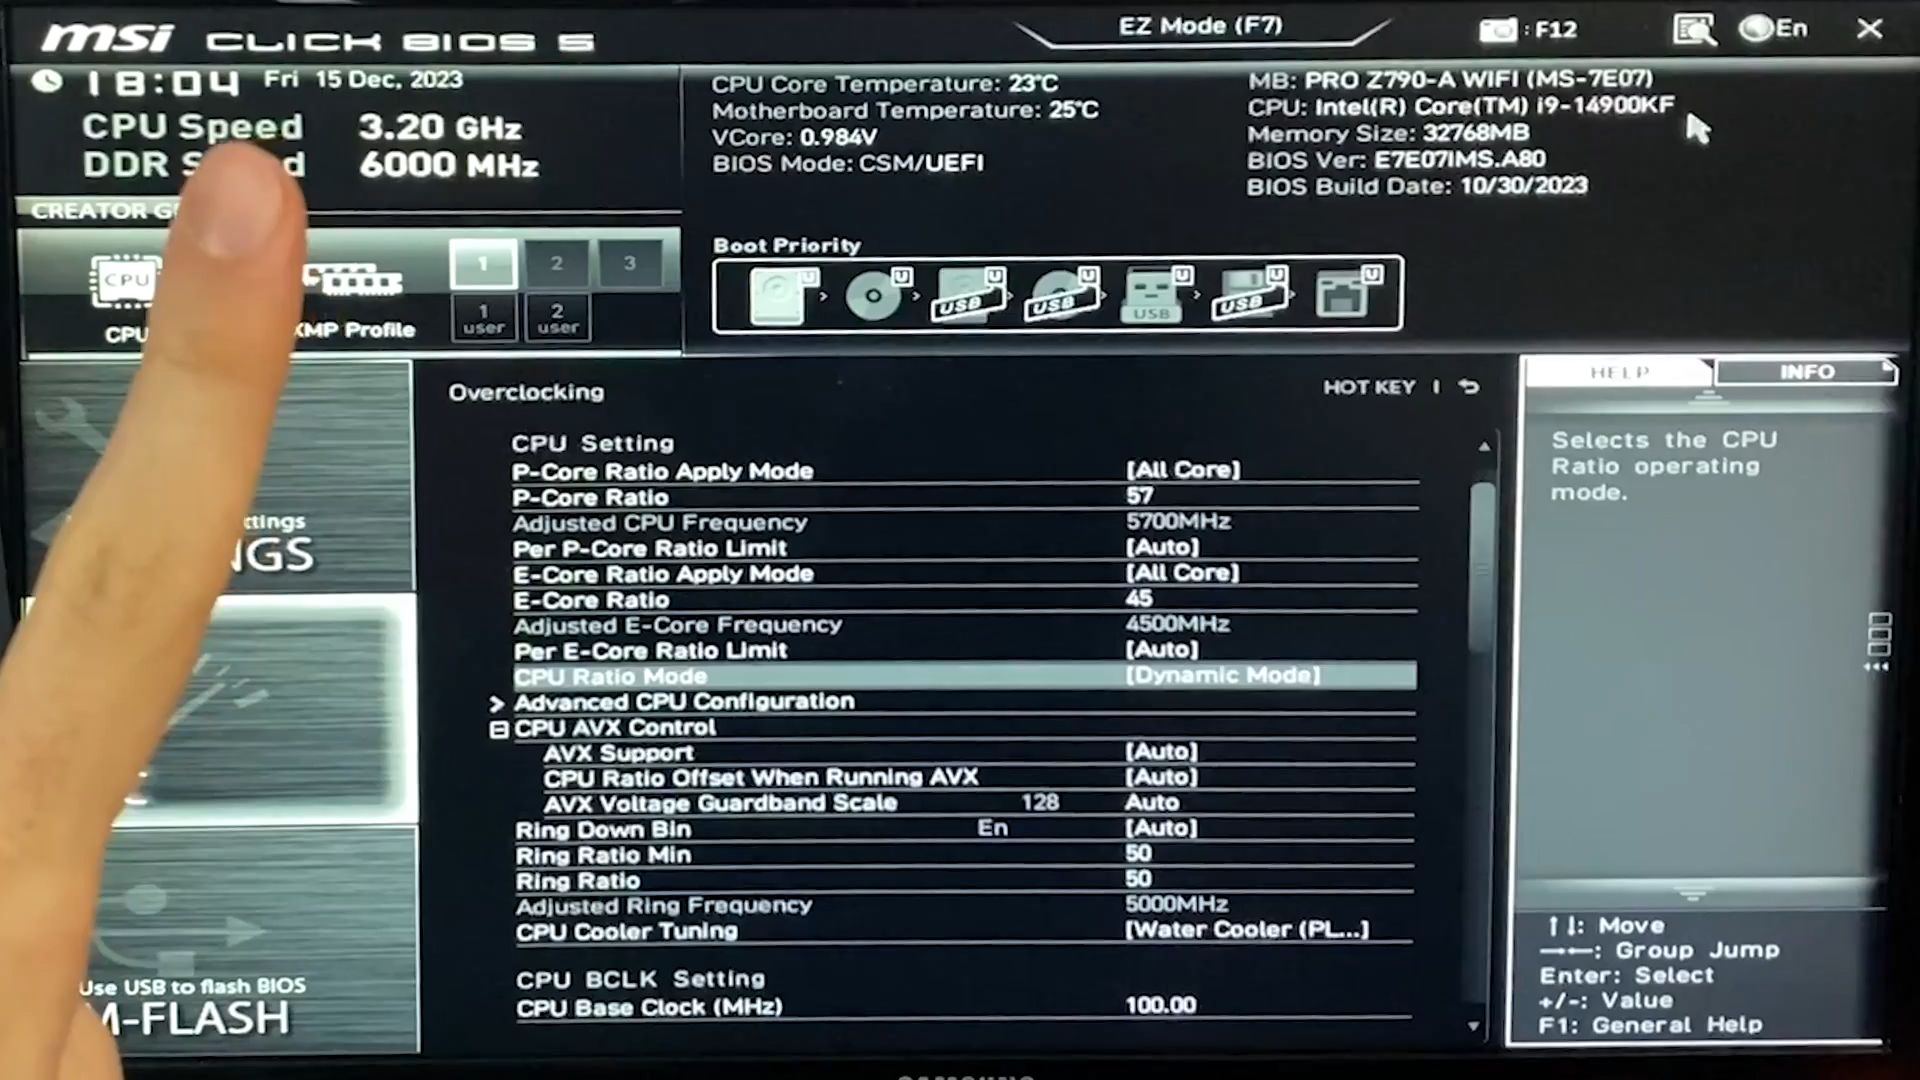 msi CLICK BIOS 5
EZ Mode (F7)
: F12
En
18:04 Fri 15 Dec, 2023
CPU Speed 3.20 GHz
DDR 6000 MHz
CPU Core Temperature: 23°C
Motherboard Temperature: 25°C
VCore: 0.984V
BIOS Mode: CSM/UEFI
MB: PRO Z790-A WIFI (MS-7E07)
CPU: Intel(R) Core(TM) i9-14900KF
Memory Size: 32768MB
BIOS Ver: E7E07IMS.A80
BIOS Build Date: 10/30/2023
CREATOR
CPU
CPU
XMP Profile
1 2 3
1 user
2 user
Boot Priority
U U U U U U U
USB USB USB USB
Settings
M-FLASH
Use USB to flash BIOS
Overclocking
HOT KEY
CPU Setting
P-Core Ratio Apply Mode [All Core]
P-Core Ratio 57
Adjusted CPU Frequency 5700MHz
Per P-Core Ratio Limit [Auto]
E-Core Ratio Apply Mode [All Core]
E-Core Ratio 45
Adjusted E-Core Frequency 4500MHz
Per E-Core Ratio Limit [Auto]
CPU Ratio Mode [Dynamic Mode]
> Advanced CPU Configuration
CPU AVX Control
AVX Support [Auto]
CPU Ratio Offset When Running AVX [Auto]
AVX Voltage Guardband Scale 128 Auto
Ring Down Bin En [Auto]
Ring Ratio Min 50
Ring Ratio 50
Adjusted Ring Frequency 5000MHz
CPU Cooler Tuning [Water Cooler (PL...]
CPU BCLK Setting
CPU Base Clock (MHz) 100.00
HELP
INFO
Selects the CPU
Ratio operating
mode.
↑↓: Move
→←: Group Jump
Enter: Select
+/-: Value
F1: General Help